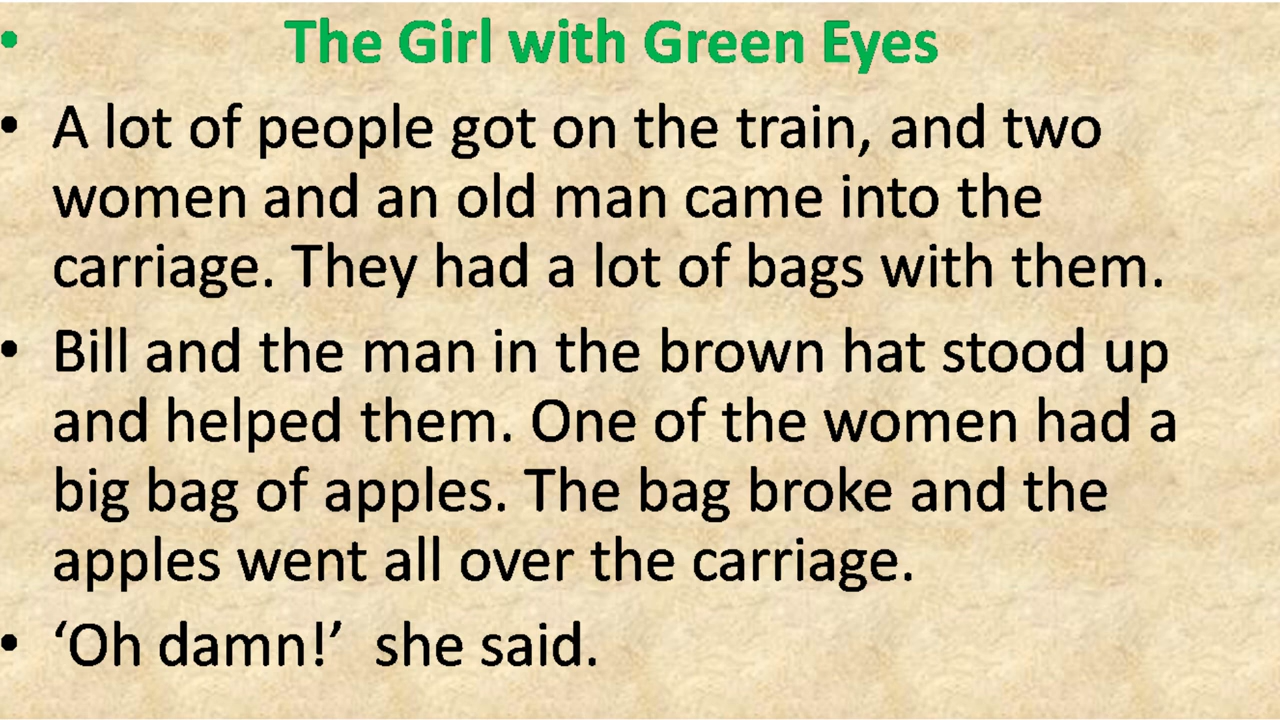 • The Girl with Green Eyes
• A lot of people got on the train, and two
women and an old man came into the
carriage. They had a lot of bags with them.
• Bill and the man in the brown hat stood up
and helped them. One of the women had a
big bag of apples. The bag broke and the
apples went all over the carriage.
• ‘Oh damn!’ she said.